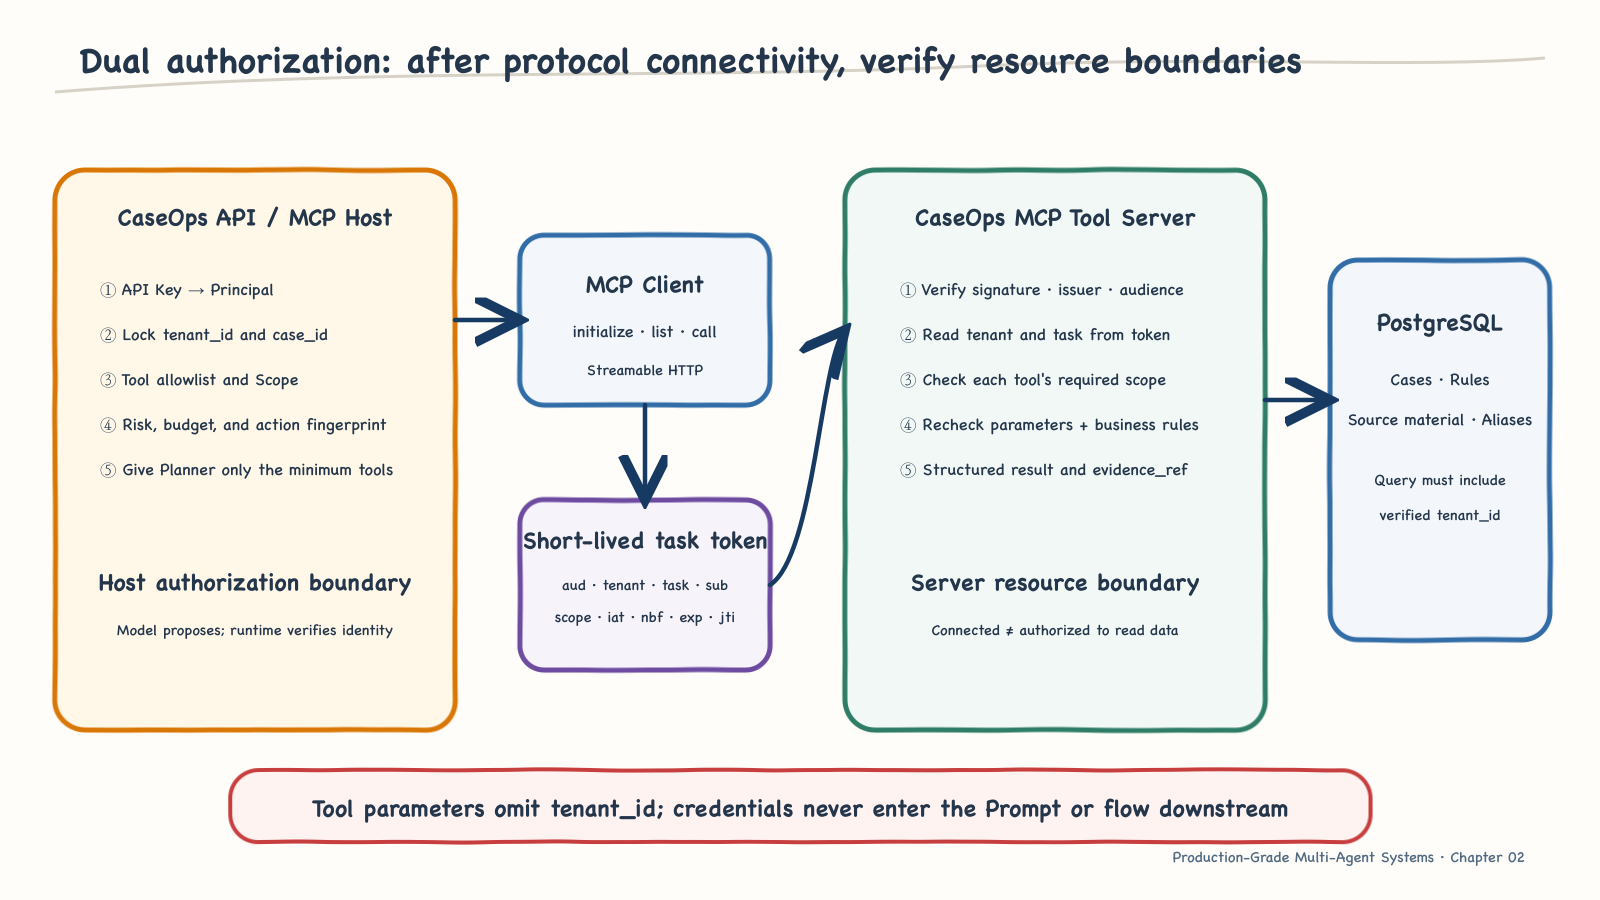 Dual authorization: after protocol connectivity, verify resource boundaries
CaseOps API / MCP Host
① API Key → Principal
② Lock tenant_id and case_id
③ Tool allowlist and Scope
④ Risk, budget, and action fingerprint
⑤ Give Planner only the minimum tools
Host authorization boundary
Model proposes; runtime verifies identity
MCP Client
initialize · list · call
Streamable HTTP
Short-lived task token
aud · tenant · task · sub
scope · iat · nbf · exp · jti
CaseOps MCP Tool Server
① Verify signature · issuer · audience
② Read tenant and task from token
③ Check each tool's required scope
④ Recheck parameters + business rules
⑤ Structured result and evidence_ref
Server resource boundary
Connected ≠ authorized to read data
PostgreSQL
Cases · Rules
Source material · Aliases
Query must include
verified tenant_id
Tool parameters omit tenant_id; credentials never enter the Prompt or flow downstream
Production-Grade Multi-Agent Systems · Chapter 02